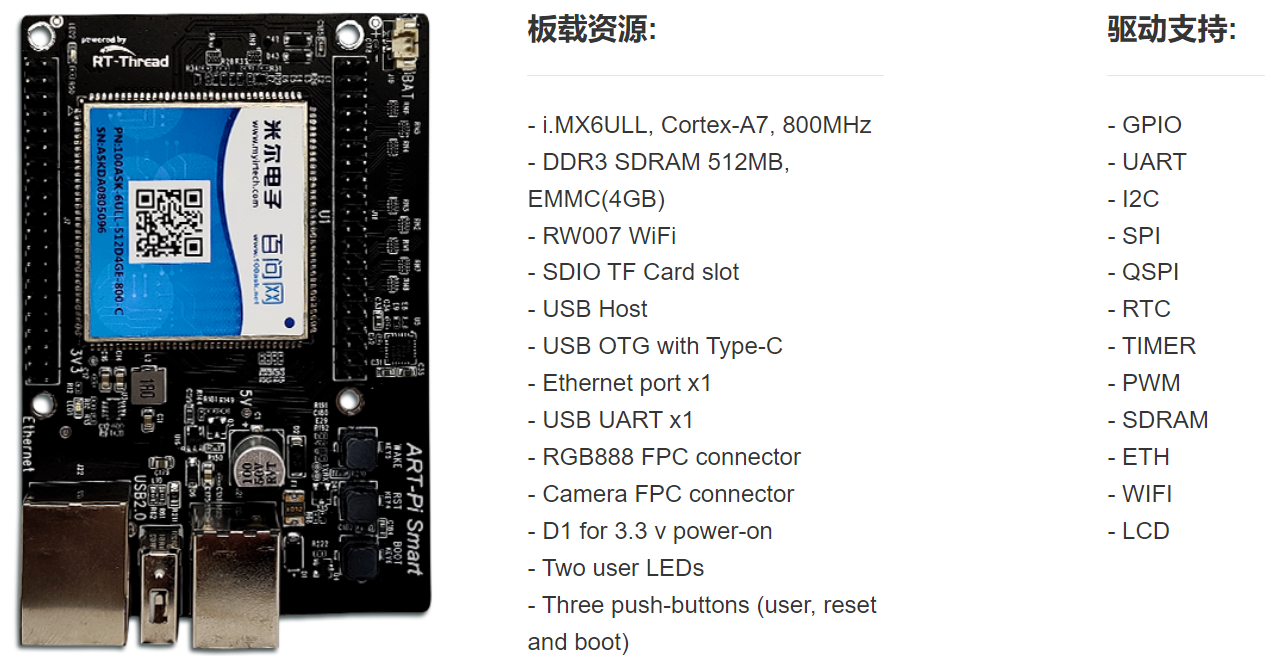 powered by
RT-Thread
BAT
米尔电子
www.myirtech.com
百问网
www.100ask.net
PN:100ASK-6ULL-512D4GE-800-C
SN:ASKDA0805096
U1
3V3
1R0
5V
100
50V
RVT
Ethernet
J22
USB2.0
WAKE
RST
BOOT
ART-Pi Smart
板载资源:
- i.MX6ULL, Cortex-A7, 800MHz
- DDR3 SDRAM 512MB,
EMMC(4GB)
- RW007 WiFi
- SDIO TF Card slot
- USB Host
- USB OTG with Type-C
- Ethernet port x1
- USB UART x1
- RGB888 FPC connector
- Camera FPC connector
- D1 for 3.3 v power-on
- Two user LEDs
- Three push-buttons (user, reset
and boot)
驱动支持:
- GPIO
- UART
- I2C
- SPI
- QSPI
- RTC
- TIMER
- PWM
- SDRAM
- ETH
- WIFI
- LCD